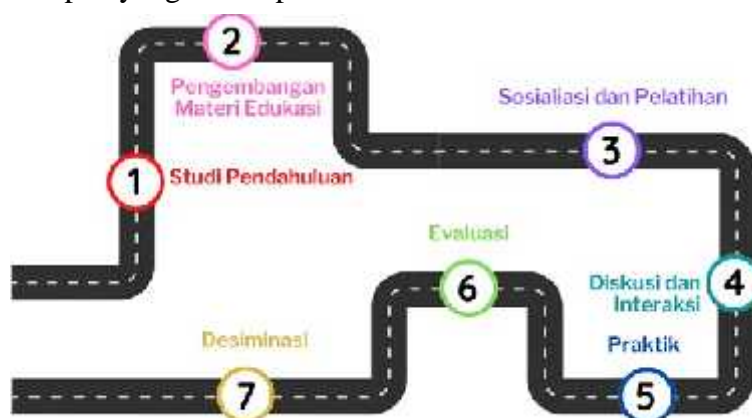 2
Pengembangan
Materi Edukasi
Sosialiasi dan Pelatihan
3
1
Studi Pendahuluan
Evaluasi
6
Diskusi dan
Interaksi
4
Desiminasi
7
Praktik
5